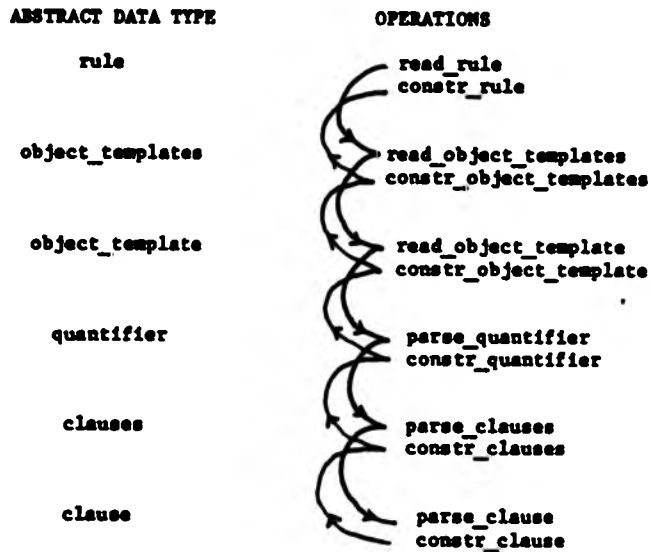 ABSTRACT DATA TYPE OPERATIONS
rule read_rule
constr_rule
object_templates read_object_templates
constr_object_templates
object_template read_object_template
constr_object_template
quantifier parse_quantifier
constr_quantifier
clauses parse_clauses
constr_clauses
clause parse_clause
constr_clause